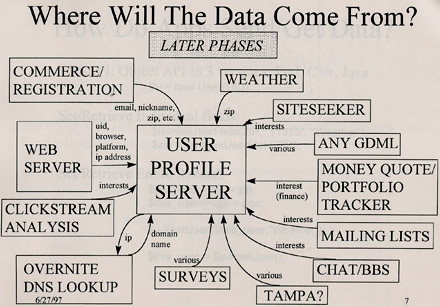 Where Will The Data Come From?
LATER PHASES
COMMERCE/
REGISTRATION
WEATHER
email, nickname,
zip, etc.
zip
SITESEEKER
interests
uid,
browser,
platform,
ip address
WEB
SERVER
USER
PROFILE
SERVER
ANY GDML
various
MONEY QUOTE/
PORTFOLIO
TRACKER
interest
(finance)
interests
CLICKSTREAM
ANALYSIS
interests
MAILING LISTS
ip
domain
name
interests
CHAT/BBS
OVERNITE
DNS LOOKUP
various
SURVEYS
various
TAMPA?
6/27/97
7